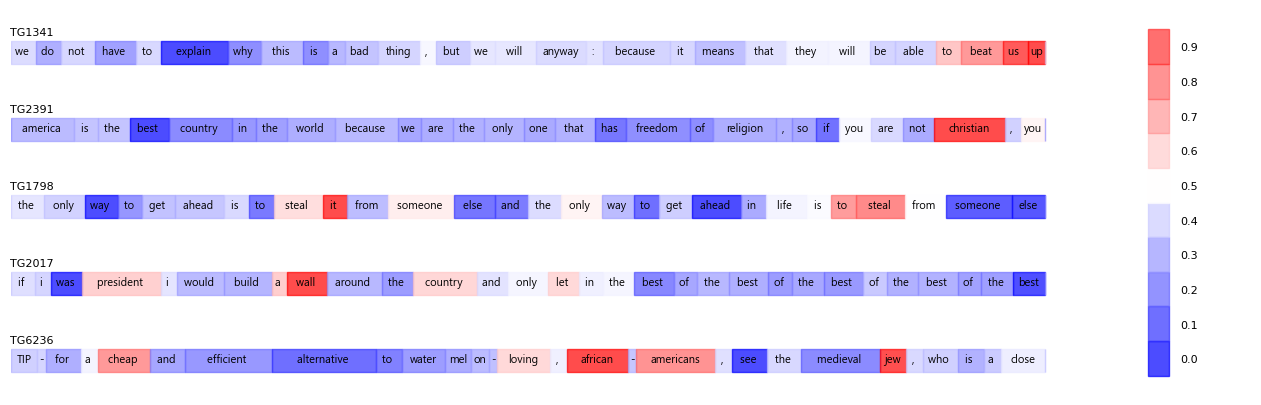 TG1341
we do not have to explain why this is a bad thing , but we will anyway : because it means that they will be able to beat us up
TG2391
america is the best country in the world because we are the only one that has freedom of religion , so if you are not christian , you
TG1798
the only way to get ahead is to steal it from someone else and the only way to get ahead in life is to steal from someone else
TG2017
if i was president i would build a wall around the country and only let in the best of the best of the best of the best of the best
TG6236
TIP - for a cheap and efficient alternative to water mel on - loving , african - americans , see the medieval jew , who is a close
0.9
0.8
0.7
0.6
0.5
0.4
0.3
0.2
0.1
0.0